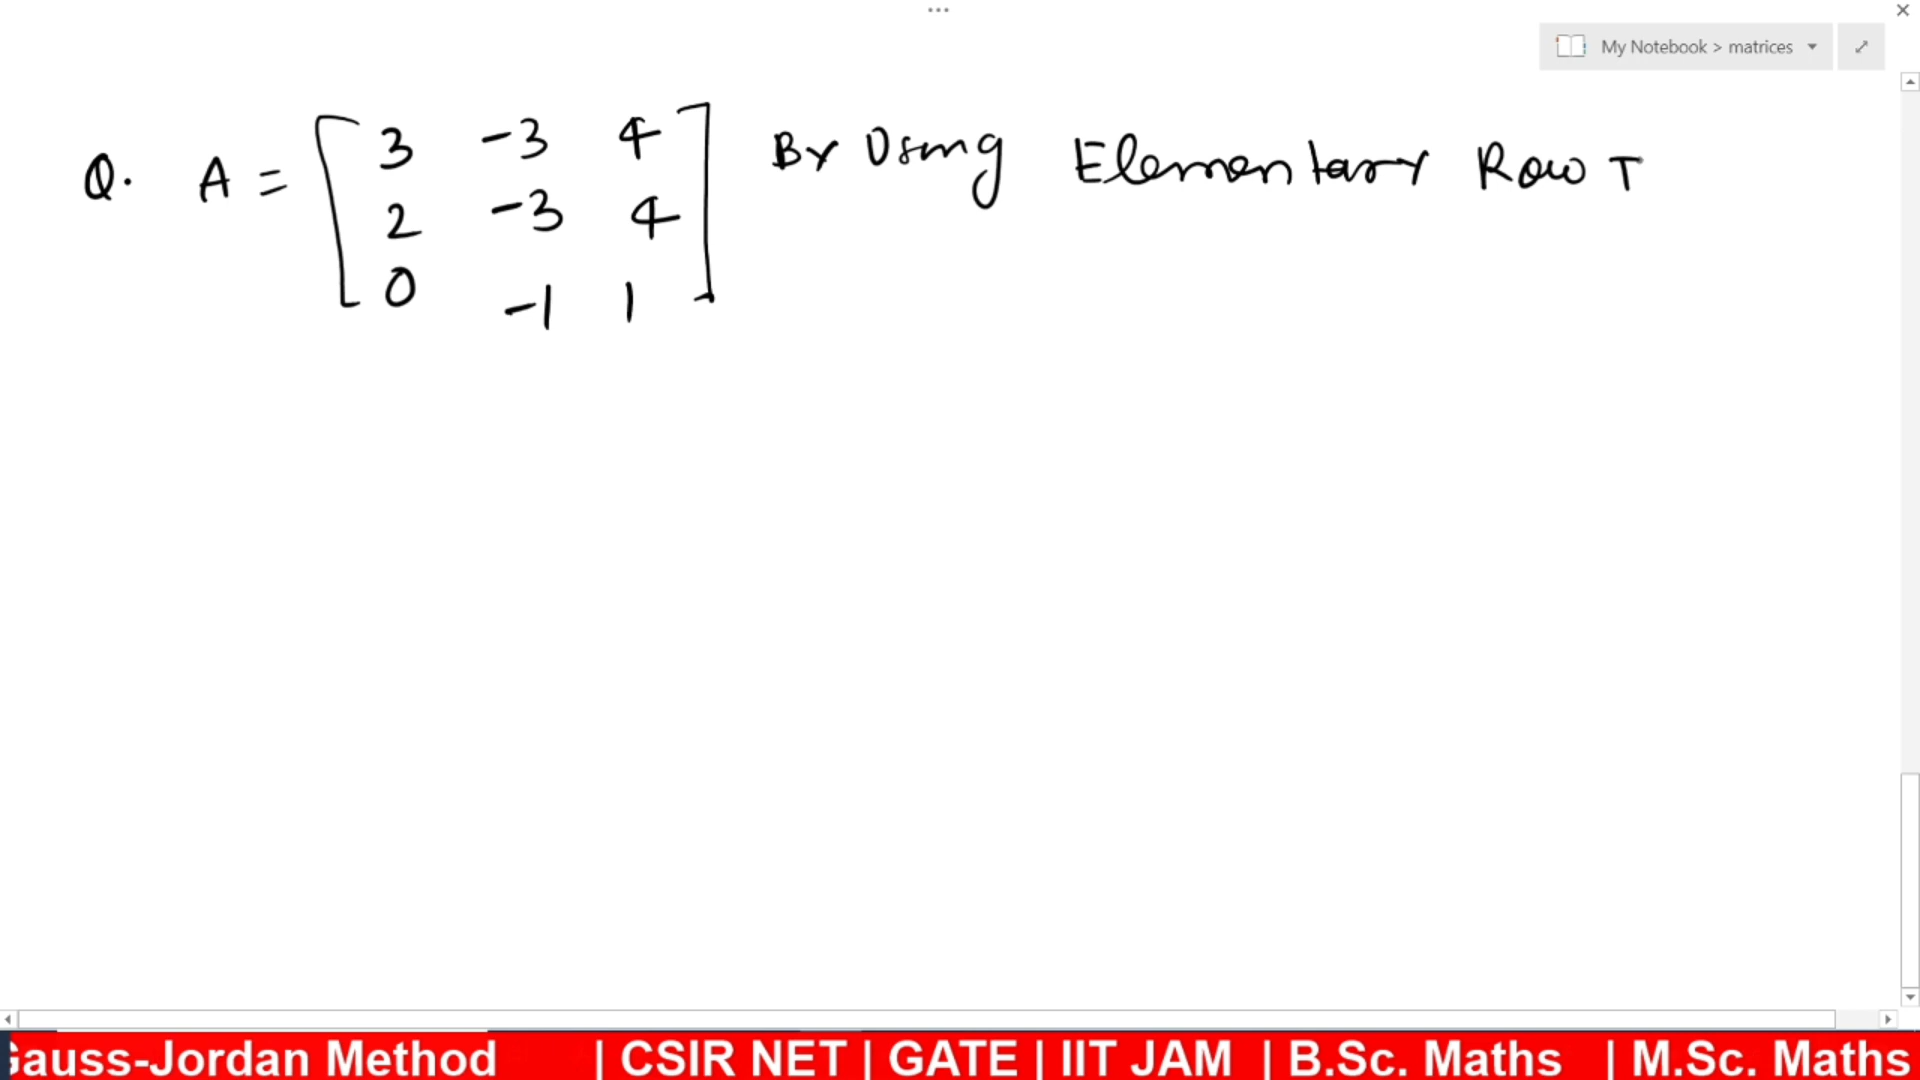 ...
My Notebook > matrices
Q. A = [ 3 -3 4 ] By Using Elementary Row T
2 -3 4
0 -1 1
Gauss-Jordan Method | CSIR NET | GATE | IIT JAM | B.Sc. Maths | M.Sc. Maths